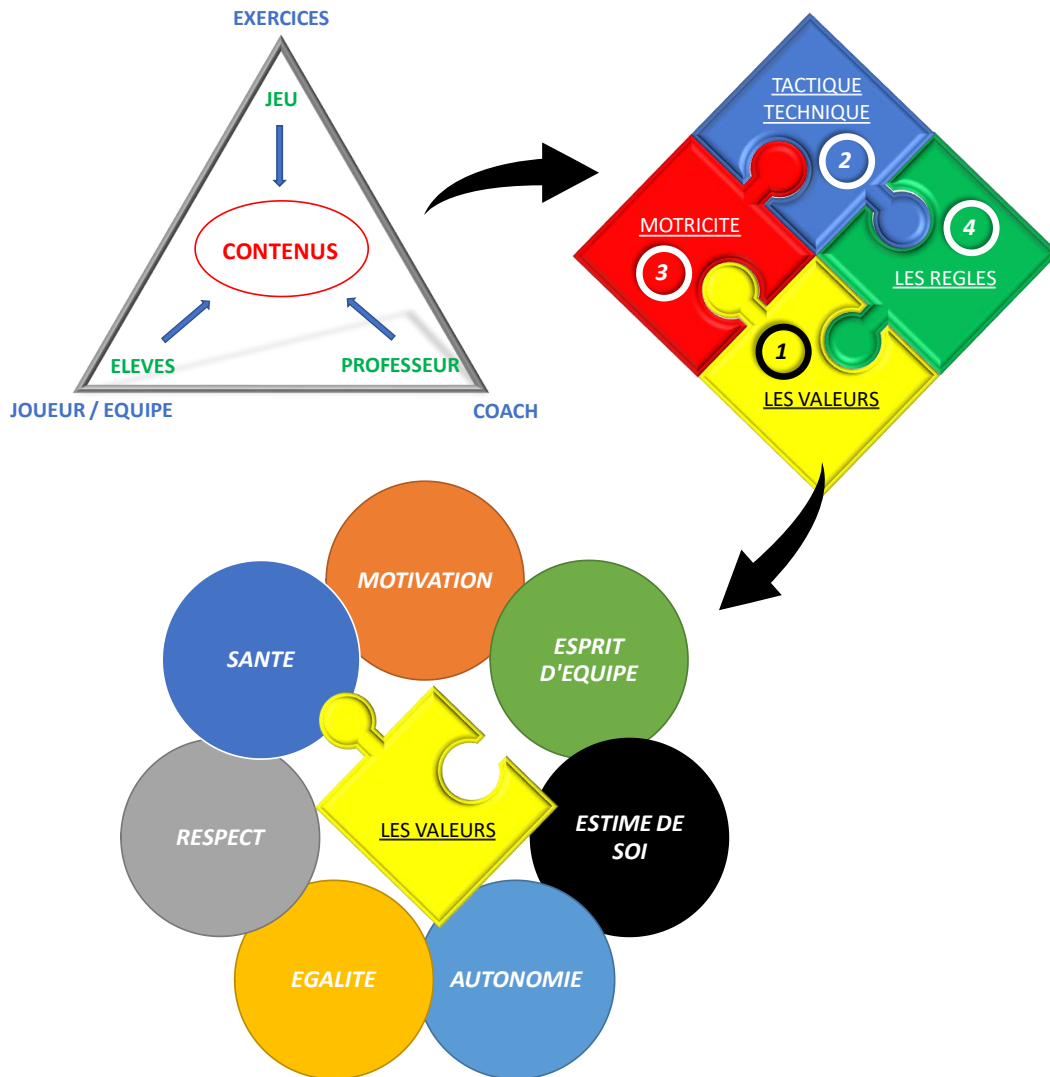 EXERCICES
JEU
CONTENUS
ELEVES
PROFESSEUR
JOUEUR / EQUIPE
COACH
TACTIQUE
TECHNIQUE
2
MOTRICITE
3
4
LES REGLES
1
LES VALEURS
MOTIVATION
SANTE
ESPRIT
D'EQUIPE
RESPECT
LES VALEURS
ESTIME DE
SOI
EGALITE
AUTONOMIE